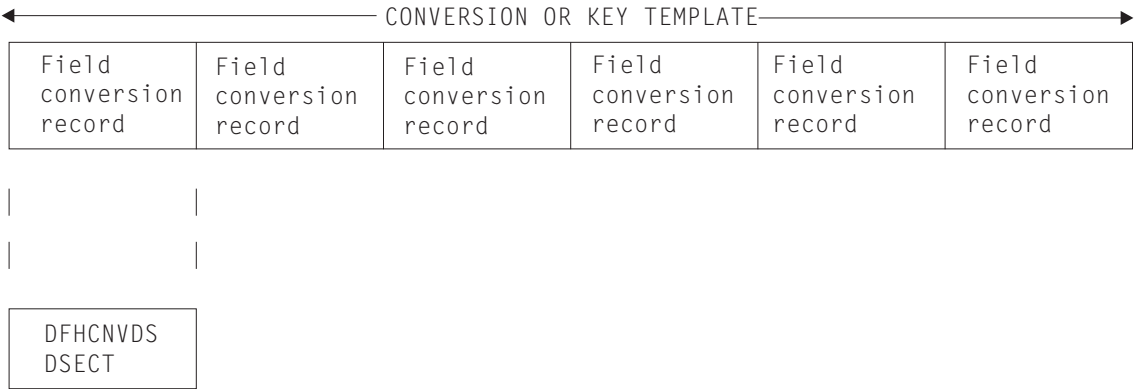 CONVERSION OR KEY TEMPLATE
Field
conversion
record
Field
conversion
record
Field
conversion
record
Field
conversion
record
Field
conversion
record
Field
conversion
record
DFHCNVDS
DSECT